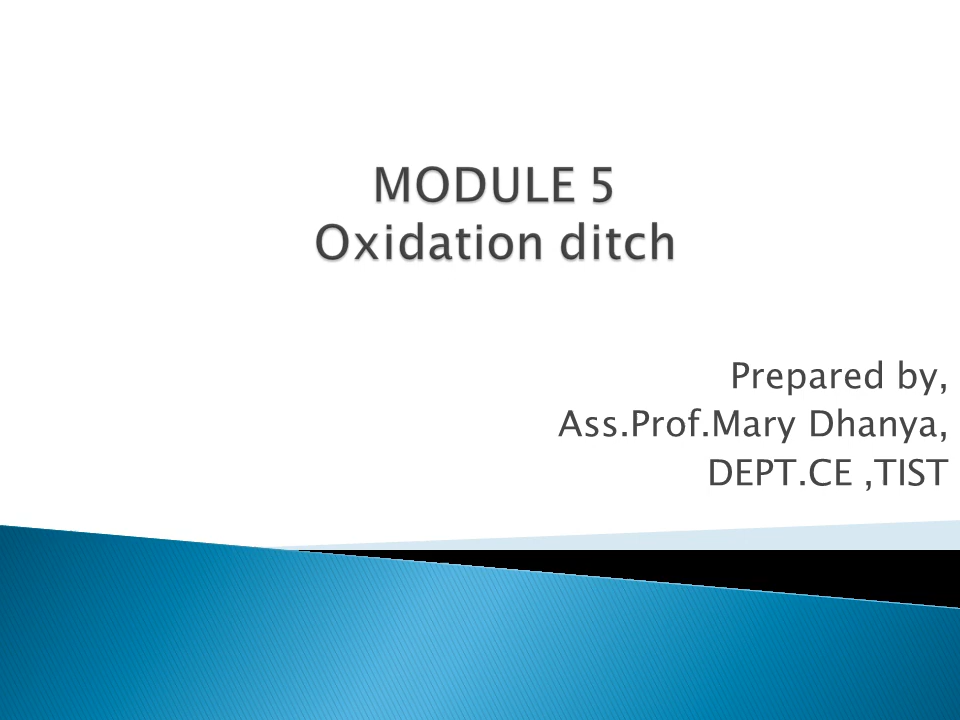 MODULE 5
Oxidation ditch
Prepared by,
Ass.Prof.Mary Dhanya,
DEPT.CE ,TIST